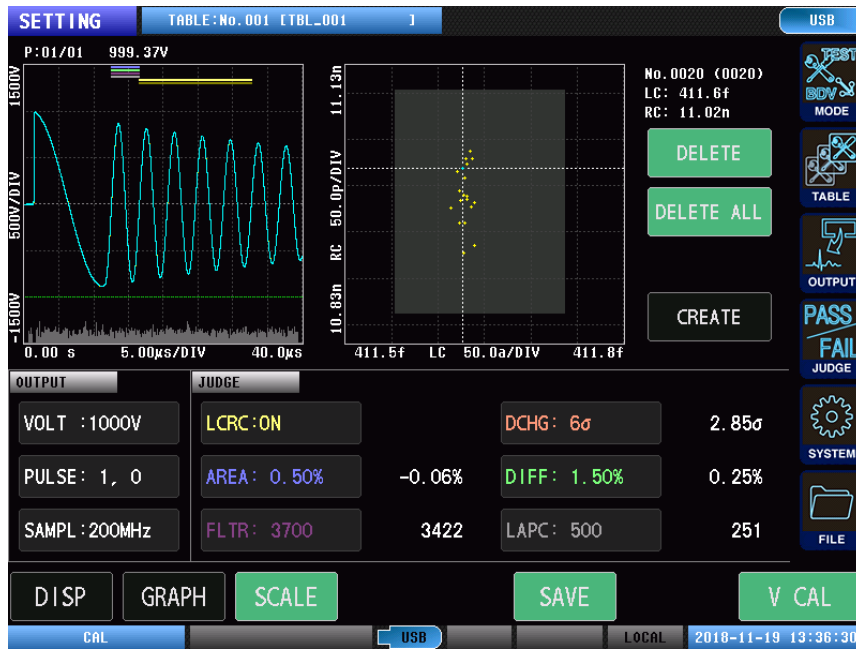 SETTING TABLE:No.001 [TBL_001 ] USB
P:01/01 999.37V
1500V
500V/DIV
-1500V
0.00 s 5.00µs/DIV 40.0µs
11.13n
50.0p/DIV
RC
10.83n
411.5f LC 50.0a/DIV 411.8f
No.0020 (0020)
LC: 411.6f
RC: 11.02n
DELETE
DELETE ALL
CREATE
TEST
BDV
MODE
TABLE
OUTPUT
PASS
FAIL
JUDGE
SYSTEM
FILE
OUTPUT JUDGE
VOLT :1000V LCRC:ON DCHG: 6σ 2.85σ
PULSE: 1, 0 AREA: 0.50% -0.06% DIFF: 1.50% 0.25%
SAMPL:200MHz FLTR: 3700 3422 LAPC: 500 251
DISP GRAPH SCALE SAVE V CAL
CAL USB LOCAL 2018-11-19 13:36:30